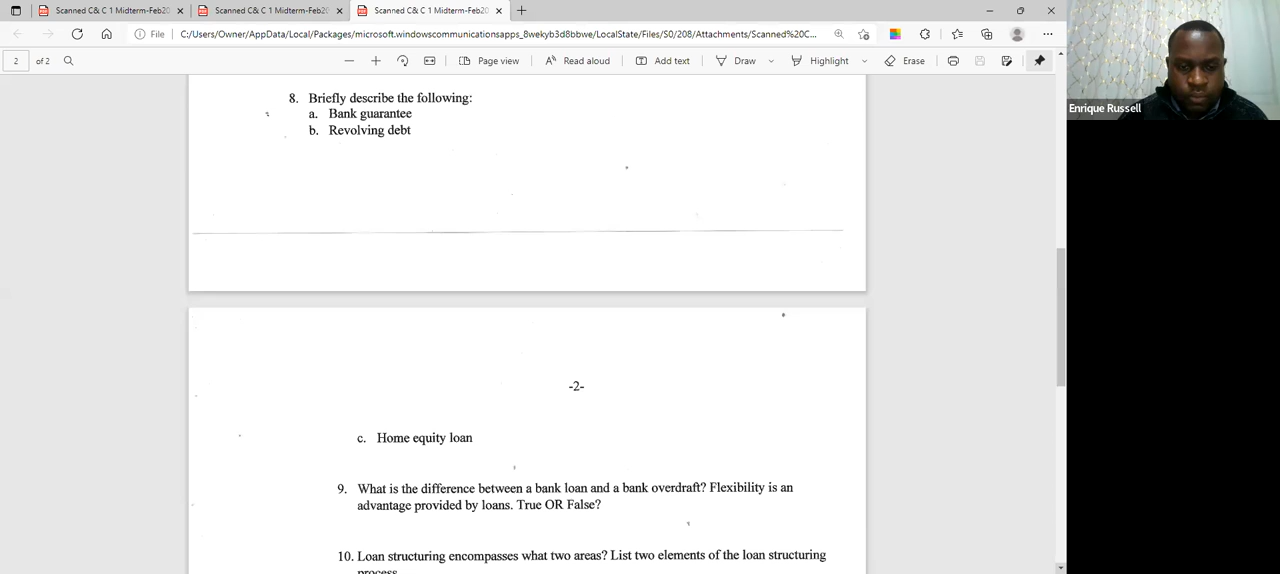 Scanned C& C 1 Midterm-Feb20
Scanned C& C 1 Midterm-Feb20
Scanned C& C 1 Midterm-Feb20
File
C:/Users/Owner/AppData/Local/Packages/microsoft.windowscommunicationsapps_8wekyb3d8bbwe/LocalState/Files/S0/208/Attachments/Scanned%20C...
2 of 2
Page view
Read aloud
Add text
Draw
Highlight
Erase
Enrique Russell
8. Briefly describe the following:
a. Bank guarantee
b. Revolving debt
-2-
c. Home equity loan
9. What is the difference between a bank loan and a bank overdraft? Flexibility is an
advantage provided by loans. True OR False?
10. Loan structuring encompasses what two areas? List two elements of the loan structuring
process.